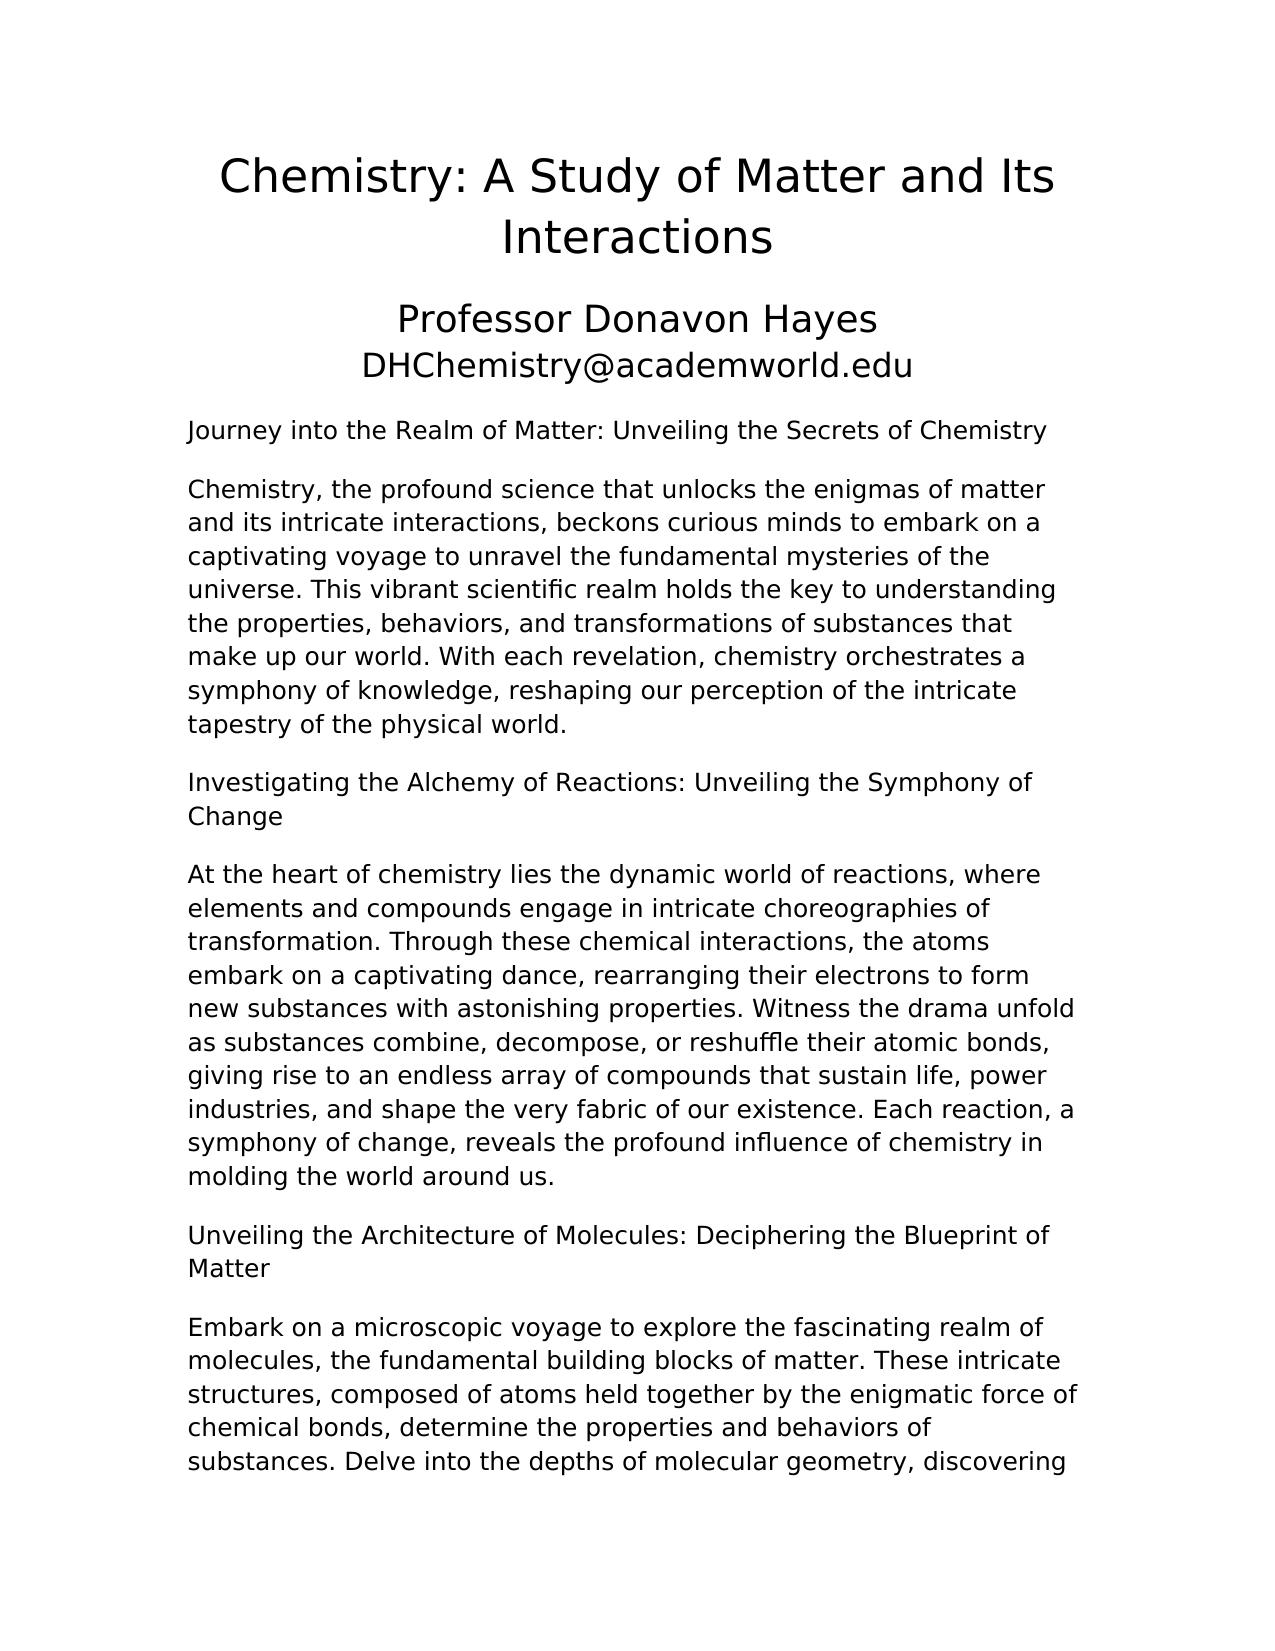 Chemistry: A Study of Matter and Its
Interactions
Professor Donavon Hayes
DHChemistry@academworld.edu
Journey into the Realm of Matter: Unveiling the Secrets of Chemistry
Chemistry, the profound science that unlocks the enigmas of matter
and its intricate interactions, beckons curious minds to embark on a
captivating voyage to unravel the fundamental mysteries of the
universe. This vibrant scientific realm holds the key to understanding
the properties, behaviors, and transformations of substances that
make up our world. With each revelation, chemistry orchestrates a
symphony of knowledge, reshaping our perception of the intricate
tapestry of the physical world.
Investigating the Alchemy of Reactions: Unveiling the Symphony of
Change
At the heart of chemistry lies the dynamic world of reactions, where
elements and compounds engage in intricate choreographies of
transformation. Through these chemical interactions, the atoms
embark on a captivating dance, rearranging their electrons to form
new substances with astonishing properties. Witness the drama unfold
as substances combine, decompose, or reshuffle their atomic bonds,
giving rise to an endless array of compounds that sustain life, power
industries, and shape the very fabric of our existence. Each reaction, a
symphony of change, reveals the profound influence of chemistry in
molding the world around us.
Unveiling the Architecture of Molecules: Deciphering the Blueprint of
Matter
Embark on a microscopic voyage to explore the fascinating realm of
molecules, the fundamental building blocks of matter. These intricate
structures, composed of atoms held together by the enigmatic force of
chemical bonds, determine the properties and behaviors of
substances. Delve into the depths of molecular geometry, discovering